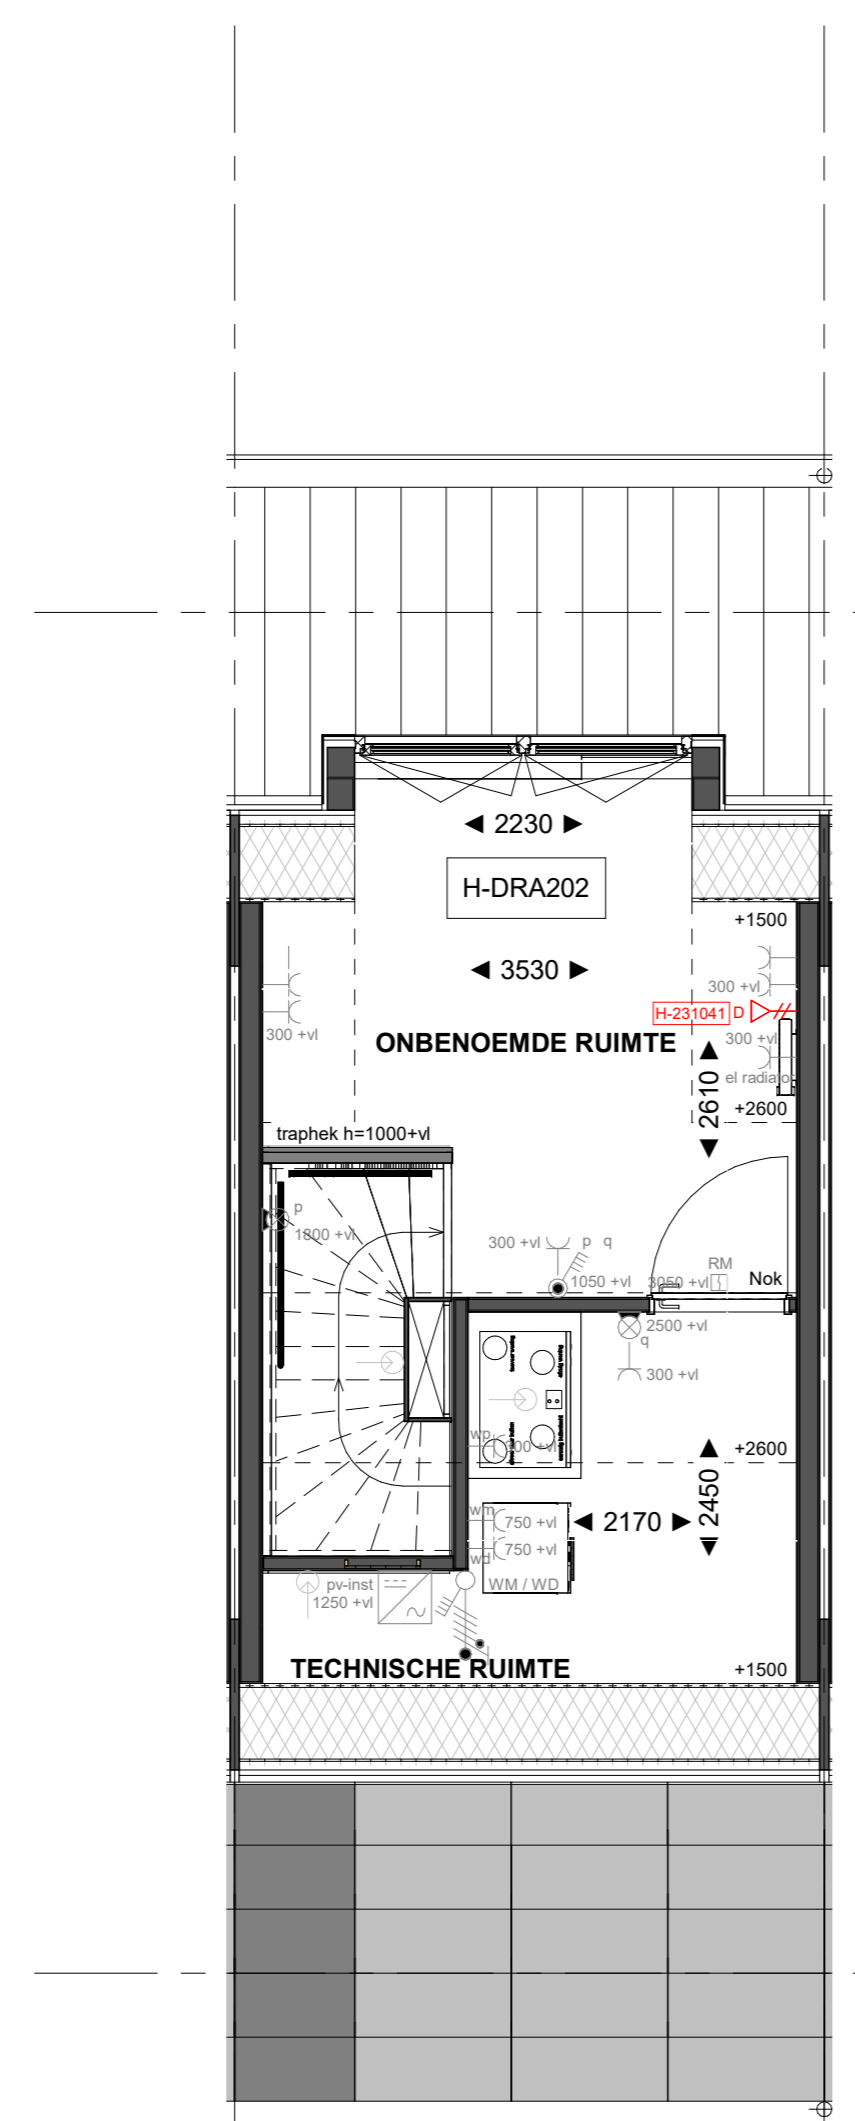 2230
H-DRA202
+1500
3530
300 +vl
H-231041 D
300 +vl
300 +vl
ONBENOEMDE RUIMTE
el radiator
2610
+2600
traphek h=1000+vl
p
1800 +vl
300 +vl
p q
RM
1050 +vl
3050 +vl
Nok
2500 +vl
q
300 +vl
wp
300 +vl
+2600
2450
wm
750 +vl
2170
750 +vl
wd
pv-inst
WM / WD
1250 +vl
TECHNISCHE RUIMTE
+1500